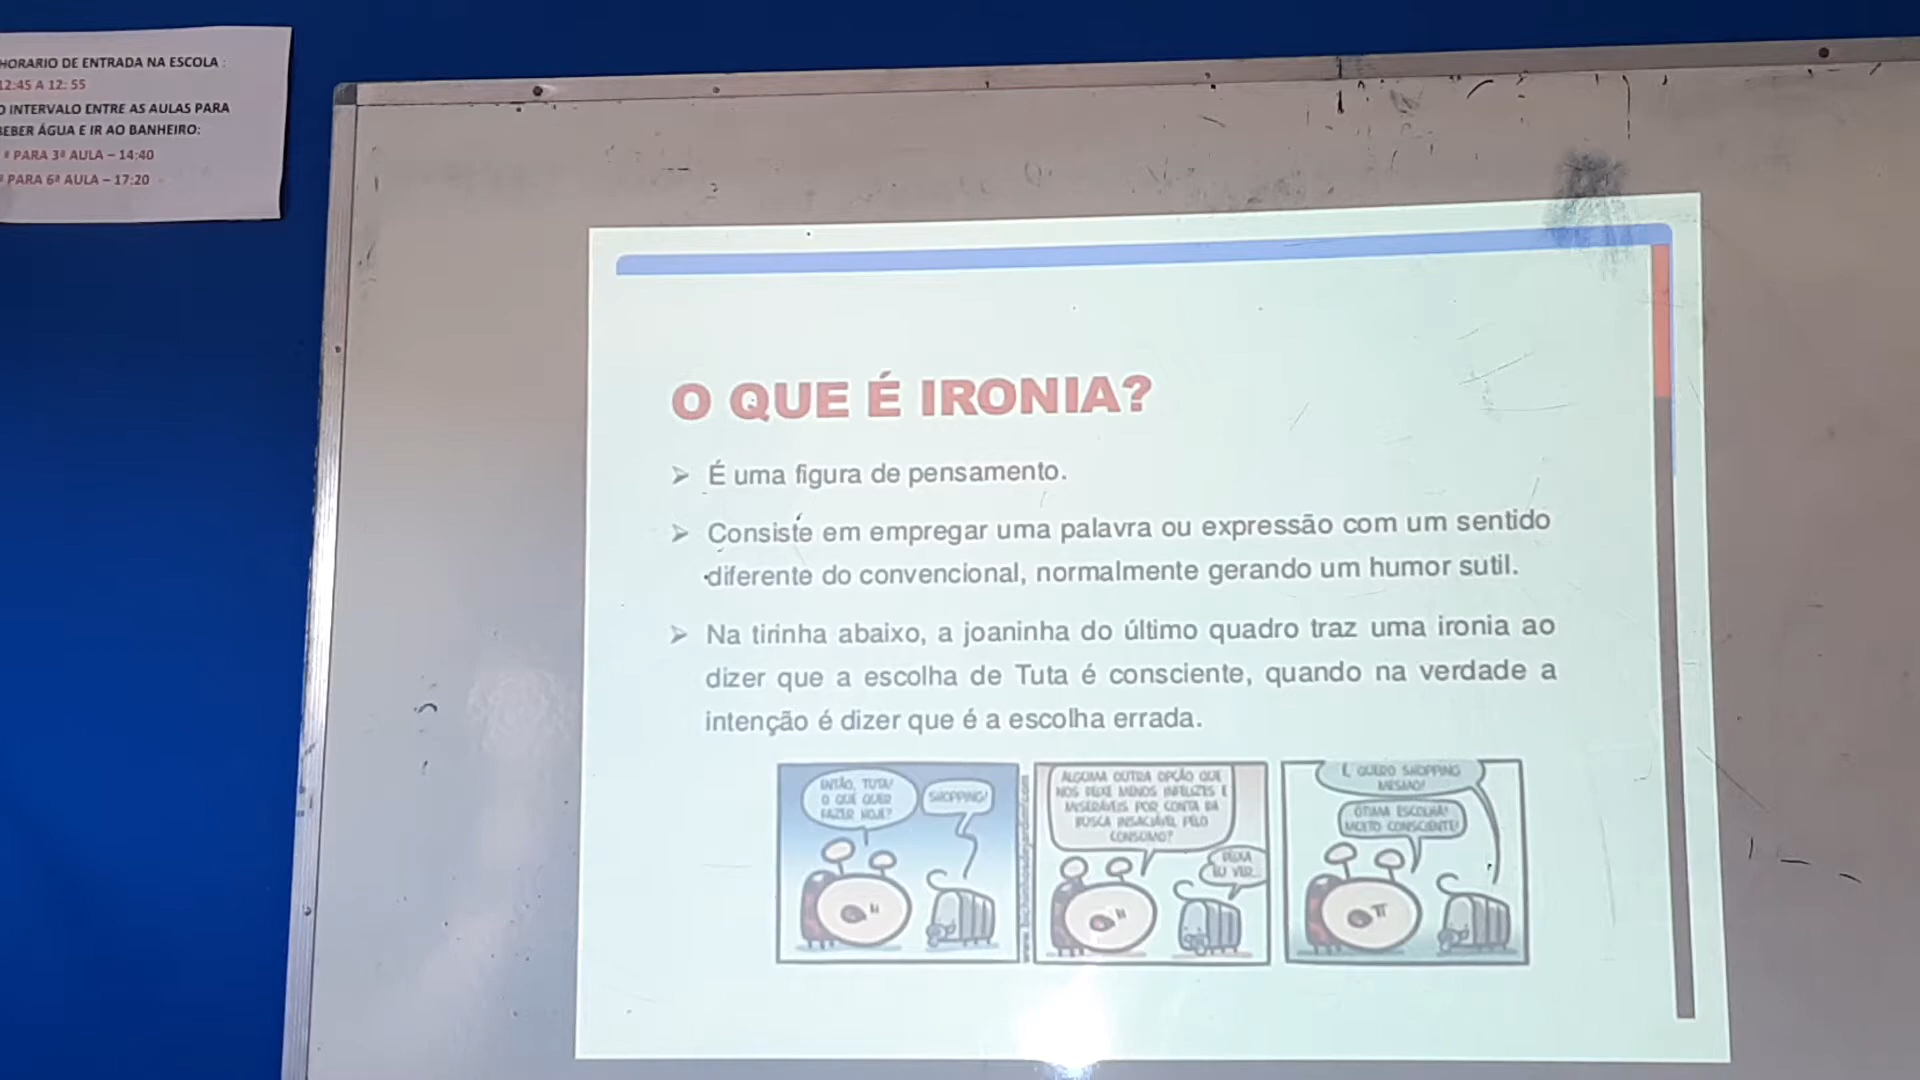 HORARIO DE ENTRADA NA ESCOLA :
12:45 A 12: 55
O INTERVALO ENTRE AS AULAS PARA
BEBER ÁGUA E IR AO BANHEIRO:
ª PARA 3ª AULA – 14:40
ª PARA 6ª AULA – 17:20
O QUE É IRONIA?
➢ É uma figura de pensamento.
➢ Consiste em empregar uma palavra ou expressão com um sentido
diferente do convencional, normalmente gerando um humor sutil.
➢ Na tirinha abaixo, a joaninha do último quadro traz uma ironia ao
dizer que a escolha de Tuta é consciente, quando na verdade a
intenção é dizer que é a escolha errada.
ENTÃO, TUTA!
O QUE QUER
FAZER HOJE?
SHOPPING!
ALGUMA OUTRA OPÇÃO QUE
NOS DEIXE MENOS INFELIZES E
MISERÁVEIS POR CONTA DA
BUSCA INSACIÁVEL PELO
CONSUMO?
DEIXA
EU VER...
É, QUERO SHOPPING
MESMO!
ÓTIMA ESCOLHA!
MUITO CONSCIENTE!